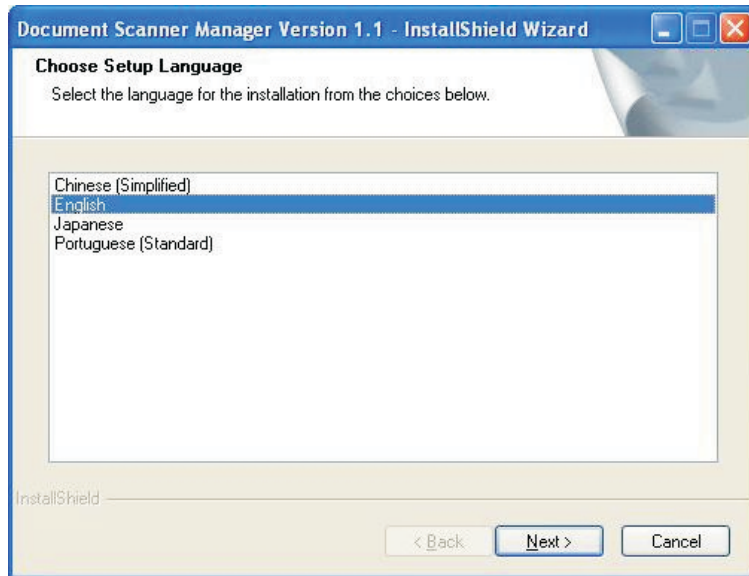 Document Scanner Manager Version 1.1 - InstallShield Wizard
Choose Setup Language
Select the language for the installation from the choices below.
Chinese (Simplified)
English
Japanese
Portuguese (Standard)
InstallShield
< Back Next > Cancel